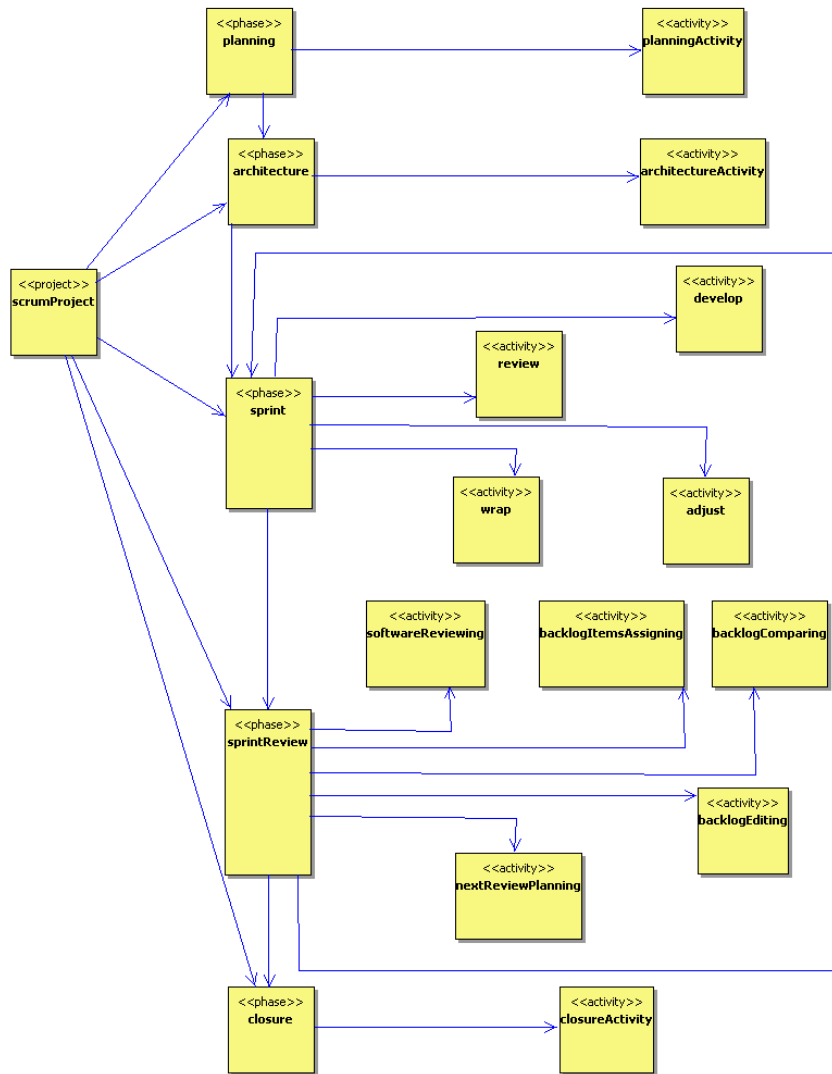 <<phase>>
planning
<<activity>>
planningActivity
<<phase>>
architecture
<<activity>>
architectureActivity
<<project>>
scrumProject
<<activity>>
develop
<<activity>>
review
<<phase>>
sprint
<<activity>>
wrap
<<activity>>
adjust
<<activity>>
softwareReviewing
<<activity>>
backlogItemsAssigning
<<activity>>
backlogComparing
<<phase>>
sprintReview
<<activity>>
backlogEditing
<<activity>>
nextReviewPlanning
<<phase>>
closure
<<activity>>
closureActivity